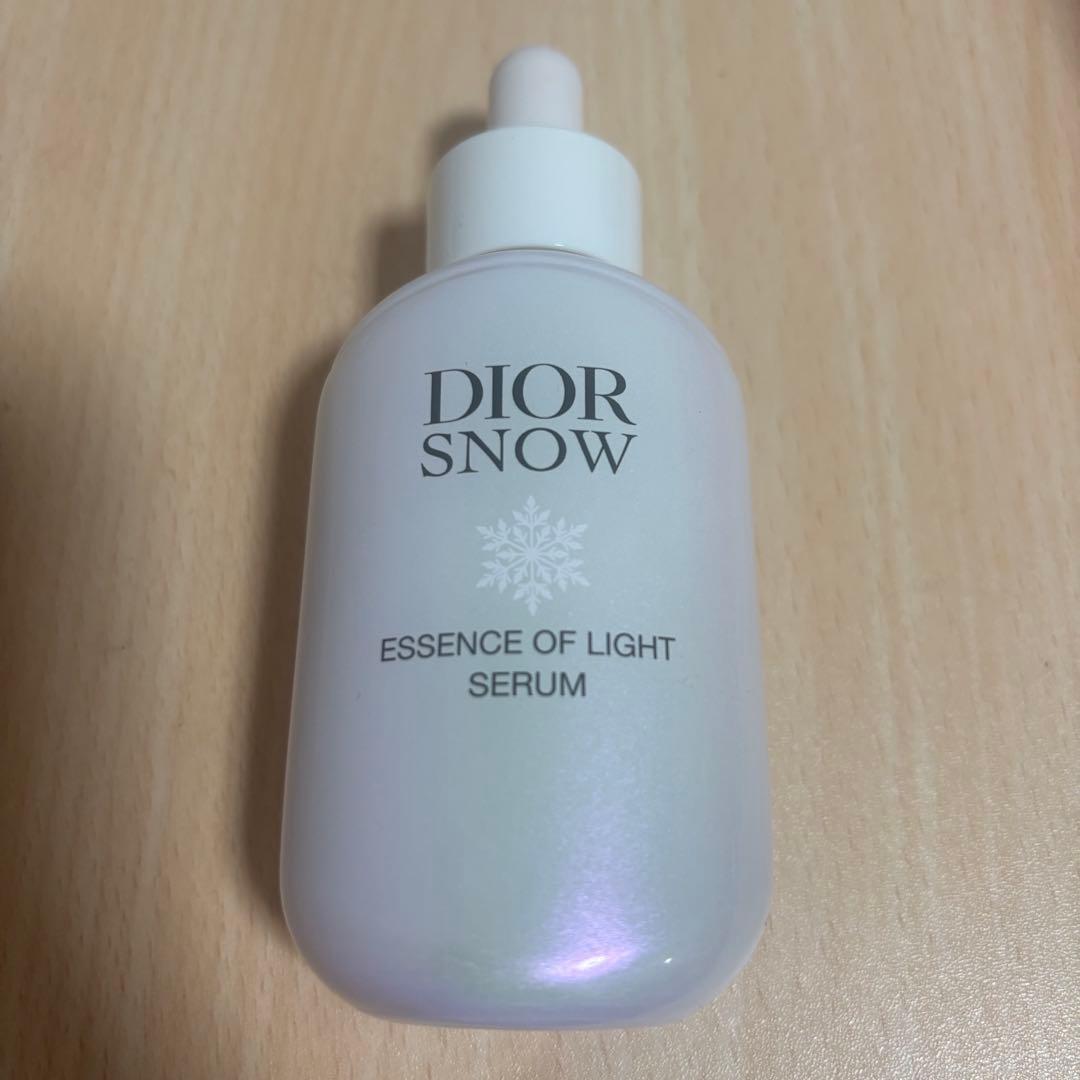 DIOR
SNOW
ESSENCE OF LIGHT
SERUM